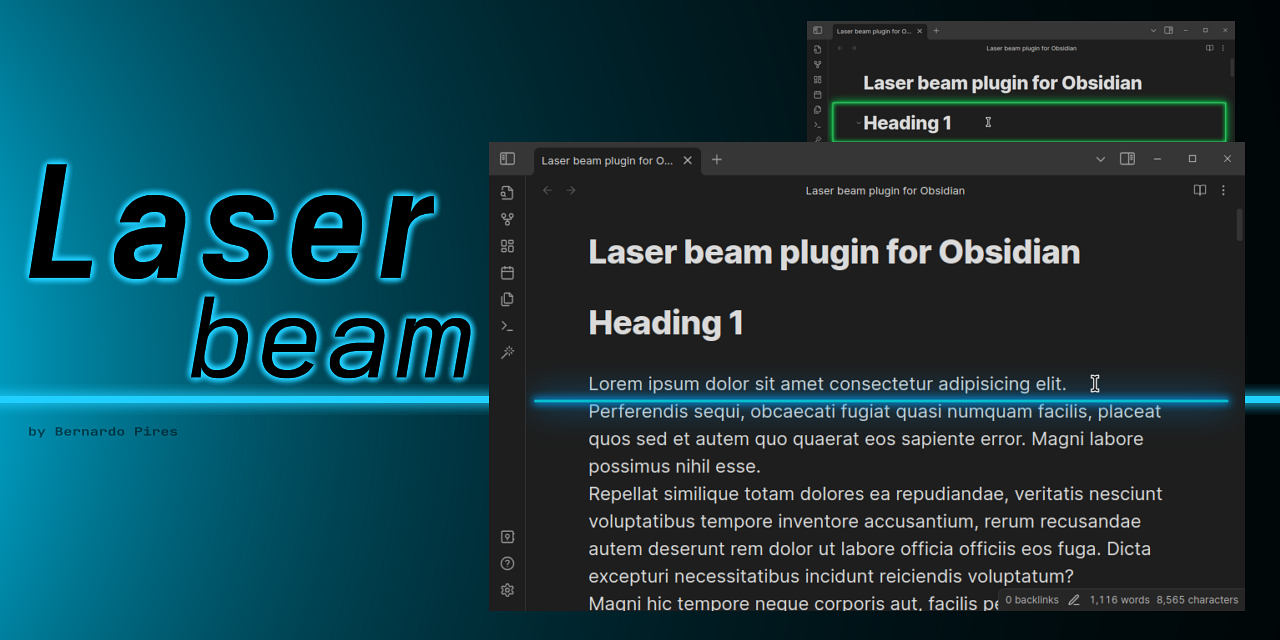 Laser
beam
by Bernardo Pires
Laser beam plugin for O...
Laser beam plugin for Obsidian
Laser beam plugin for Obsidian
Heading 1
Laser beam plugin for O...
Laser beam plugin for Obsidian
Laser beam plugin for Obsidian
Heading 1
Lorem ipsum dolor sit amet consectetur adipisicing elit.
Perferendis sequi, obcaecati fugiat quasi numquam facilis, placeat
quos sed et autem quo quaerat eos sapiente error. Magni labore
possimus nihil esse.
Repellat similique totam dolores ea repudiandae, veritatis nesciunt
voluptatibus tempore inventore accusantium, rerum recusandae
autem deserunt rem dolor ut labore officia officiis eos fuga. Dicta
excepturi necessitatibus incidunt reiciendis voluptatum?
Magni hic tempore neque corporis aut, facilis
0 backlinks 1,116 words 8,565 characters